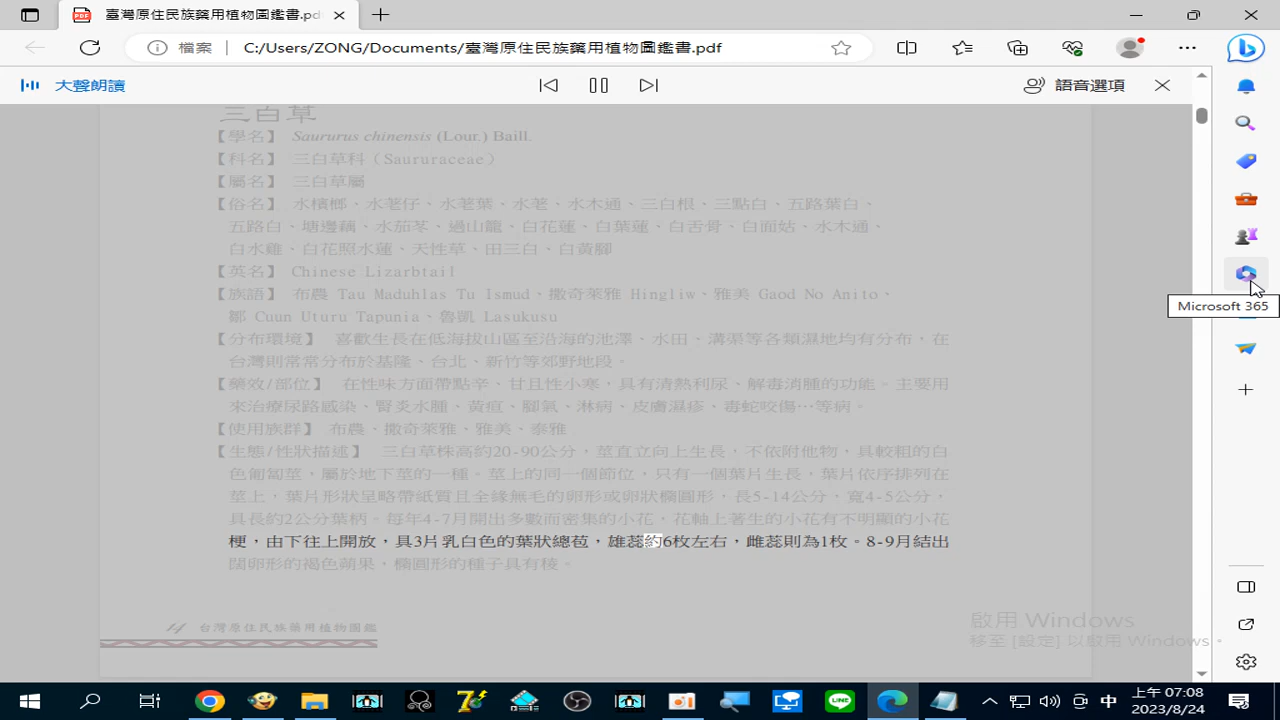 臺灣原住民族藥用植物圖鑑書.pdf
檔案 C:/Users/ZONG/Documents/臺灣原住民族藥用植物圖鑑書.pdf
大聲朗讀 語音選項
三白草
【學名】 Saururus chinensis (Lour.) Baill.
【科名】 三白草科（Saururaceae）
【屬名】 三白草屬
【俗名】 水檳榔、水荖仔、水荖葉、水荖、水木通、三白根、三點白、五路葉白、
五路白、塘邊藕、水茄苳、過山龍、白花蓮、白葉蓮、白舌骨、白面姑、水木通、
白水雞、白花照水蓮、天性草、田三白、白黃腳
【英名】 Chinese Lizarbtail
【族語】 布農 Tau Maduhlas Tu Ismud、撒奇萊雅 Hingliw、雅美 Gaod No Anito、
鄒 Cuun Uturu Tapunia、魯凱 Lasukusu
【分布環境】 喜歡生長在低海拔山區至沿海的池澤、水田、溝渠等各類濕地均有分布，在
台灣則常常分布於基隆、台北、新竹等郊野地段。
【藥效/部位】 在性味方面帶點辛、甘且性小寒，具有清熱利尿、解毒消腫的功能。主要用
來治療尿路感染、腎炎水腫、黃疸、腳氣、淋病、皮膚濕疹、毒蛇咬傷…等病。
【使用族群】 布農、撒奇萊雅、雅美、泰雅
【生態/性狀描述】 三白草株高約20-90公分，莖直立向上生長，不依附他物，具較粗的白
色匍匐莖，屬於地下莖的一種。莖上的同一個節位，只有一個葉片生長，葉片依序排列在
莖上，葉片形狀呈略帶紙質且全緣無毛的卵形或卵狀橢圓形，長5-14公分，寬4-5公分，
具長約2公分葉柄。每年4-7月開出多數而密集的小花，花軸上著生的小花有不明顯的小花
梗，由下往上開放，具3片乳白色的葉狀總苞，雄蕊約6枚左右，雌蕊則為1枚。8-9月結出
闊卵形的褐色蒴果，橢圓形的種子具有稜。
台灣原住民族藥用植物圖鑑
Microsoft 365
啟用 Windows
移至 [設定] 以啟用 Windows。
中
上午 07:08
2023/8/24
LINE